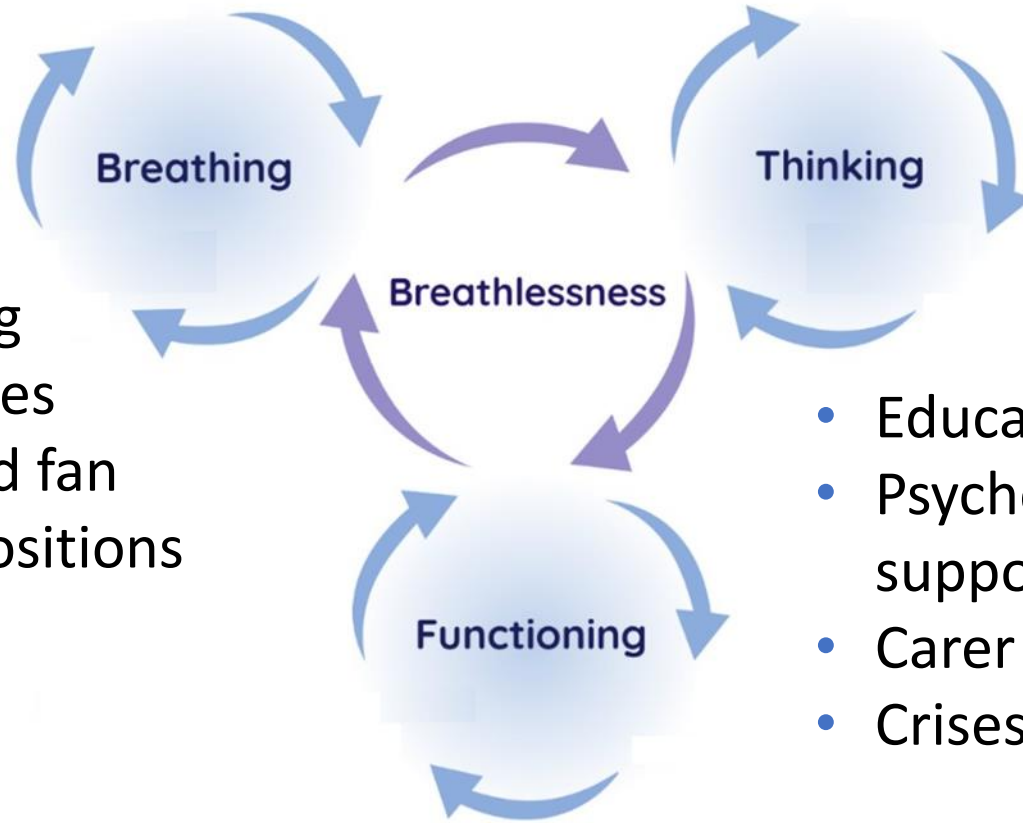 Breathing
Thinking
Breathlessness
g
es
d fan
ositions
• Educa
• Psych
suppo
• Carer
• Crises
Functioning